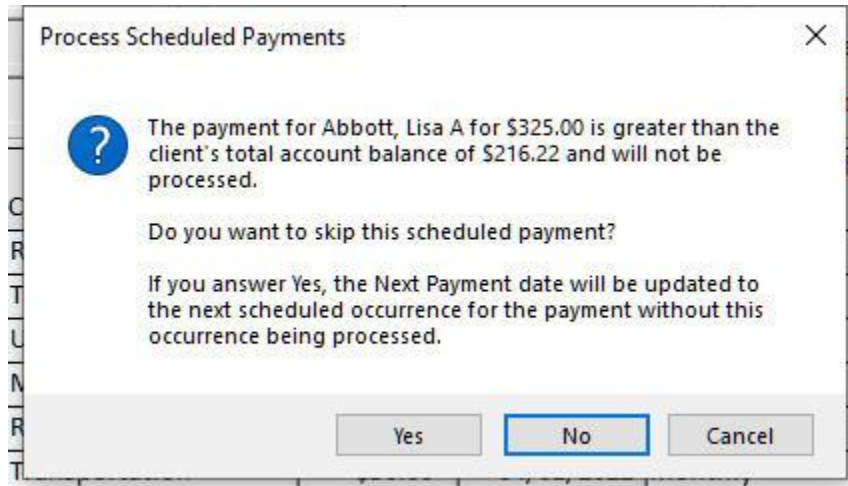 Process Scheduled Payments
The payment for Abbott, Lisa A for $325.00 is greater than the
client's total account balance of $216.22 and will not be
processed.
Do you want to skip this scheduled payment?
If you answer Yes, the Next Payment date will be updated to
the next scheduled occurrence for the payment without this
occurrence being processed.
Yes No Cancel